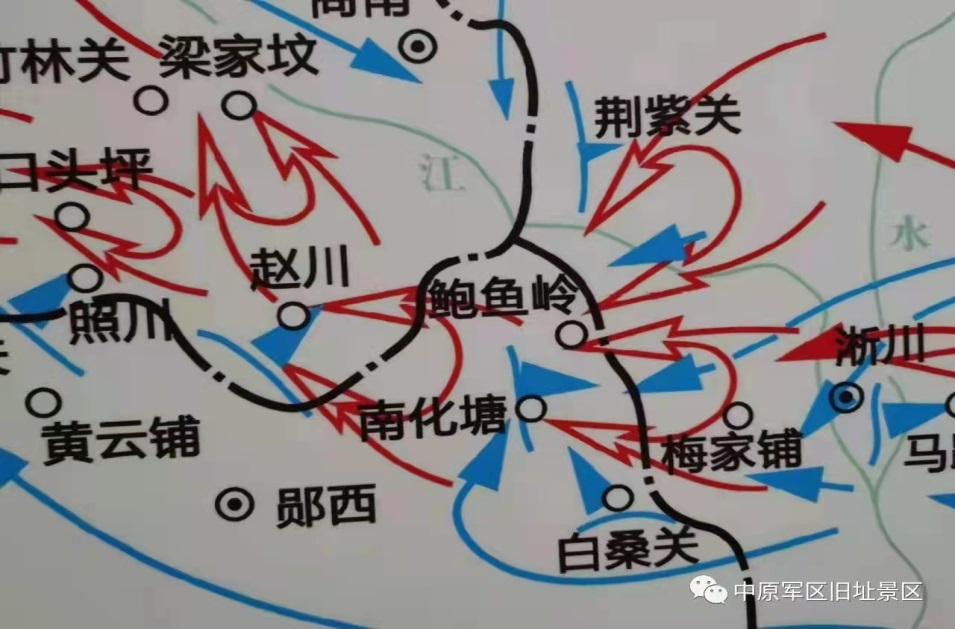 商南
竹林关
梁家坟
荆紫关
口头坪
江
水
赵川
鲍鱼岭
照川
淅川
南化塘
梅家铺
黄云铺
郧西
白桑关
中原军区旧址景区